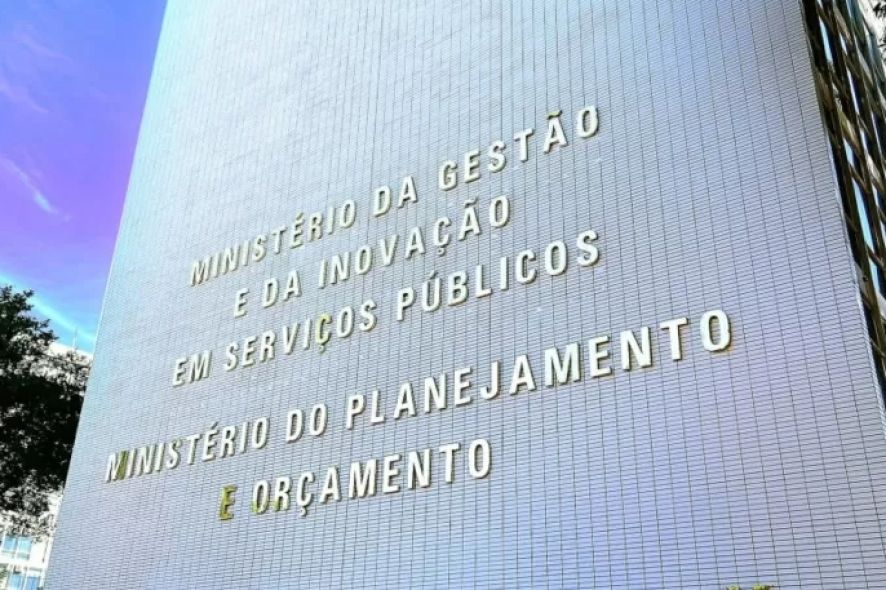 MINISTÉRIO DA GESTÃO
E DA INOVAÇÃO
EM SERVIÇOS PÚBLICOS
MINISTÉRIO DO PLANEJAMENTO
E ORÇAMENTO